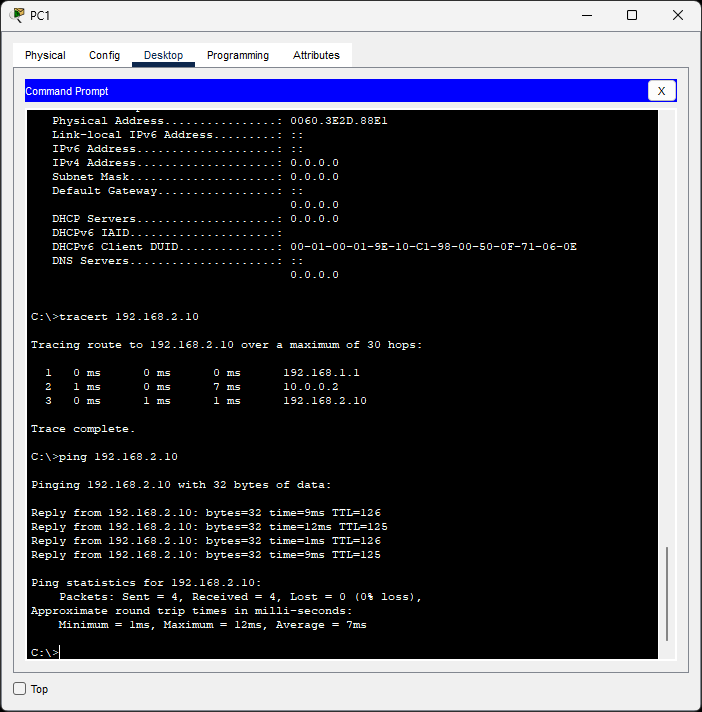 PC1
Physical Config Desktop Programming Attributes
Command Prompt X
Physical Address................: 0060.3E2D.88E1
Link-local IPv6 Address.........: ::
IPv6 Address....................: ::
IPv4 Address....................: 0.0.0.0
Subnet Mask.....................: 0.0.0.0
Default Gateway.................: ::
0.0.0.0
DHCP Servers....................: 0.0.0.0
DHCPv6 IAID.....................:
DHCPv6 Client DUID..............: 00-01-00-01-9E-10-C1-98-00-50-0F-71-06-0E
DNS Servers.....................: ::
0.0.0.0
C:\>tracert 192.168.2.10
Tracing route to 192.168.2.10 over a maximum of 30 hops:
1 0 ms 0 ms 0 ms 192.168.1.1
2 1 ms 0 ms 7 ms 10.0.0.2
3 0 ms 1 ms 1 ms 192.168.2.10
Trace complete.
C:\>ping 192.168.2.10
Pinging 192.168.2.10 with 32 bytes of data:
Reply from 192.168.2.10: bytes=32 time=9ms TTL=126
Reply from 192.168.2.10: bytes=32 time=12ms TTL=125
Reply from 192.168.2.10: bytes=32 time=1ms TTL=126
Reply from 192.168.2.10: bytes=32 time=9ms TTL=125
Ping statistics for 192.168.2.10:
Packets: Sent = 4, Received = 4, Lost = 0 (0% loss),
Approximate round trip times in milli-seconds:
Minimum = 1ms, Maximum = 12ms, Average = 7ms
C:\>
Top